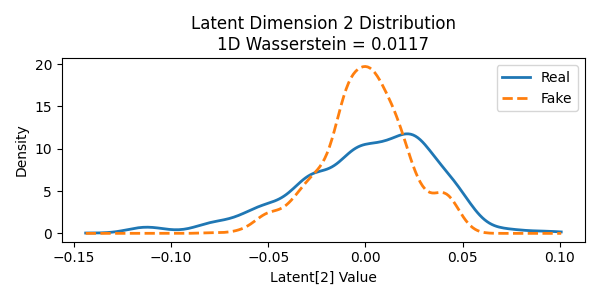 Latent Dimension 2 Distribution
1D Wasserstein = 0.0117
Density
20
15
10
5
0
Real
Fake
−0.15 −0.10 −0.05 0.00 0.05 0.10
Latent[2] Value